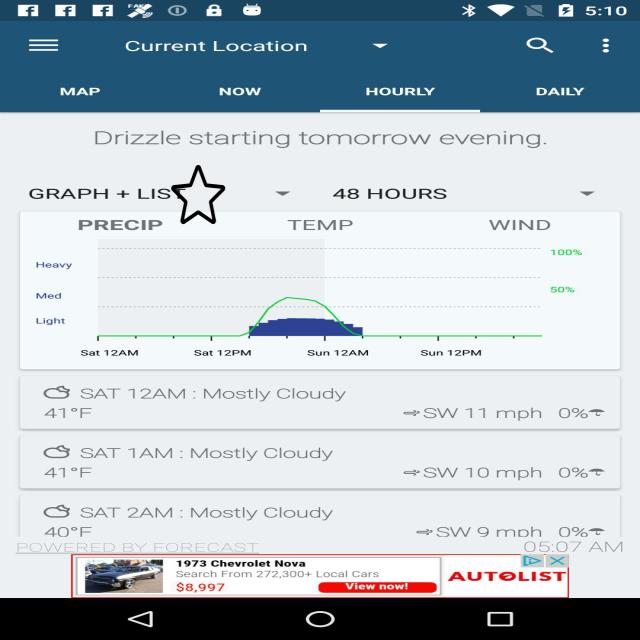 5:10
Current Location
MAP NOW HOURLY DAILY
Drizzle starting tomorrow evening.
GRAPH + LIST 48 HOURS
PRECIP TEMP WIND
100%
Heavy
50%
Med
Light
Sat 12AM Sat 12PM Sun 12AM Sun 12PM
SAT 12AM : Mostly Cloudy
41°F SW 11 mph 0%
SAT 1AM : Mostly Cloudy
41°F SW 10 mph 0%
SAT 2AM : Mostly Cloudy
40°F SW 9 mph 0%
POWERED BY FORECAST 05:07 AM
1973 Chevrolet Nova
Search From 272,300+ Local Cars
$8,997 View now!
AUTOLIST